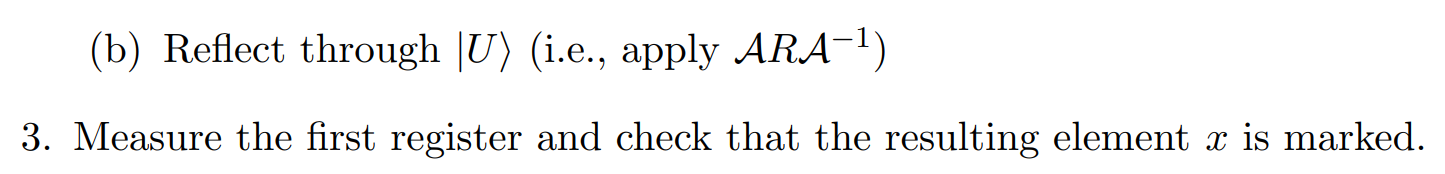 (b) Reflect through |U⟩ (i.e., apply 𝒜R𝒜⁻¹)
3. Measure the first register and check that the resulting element x is marked.